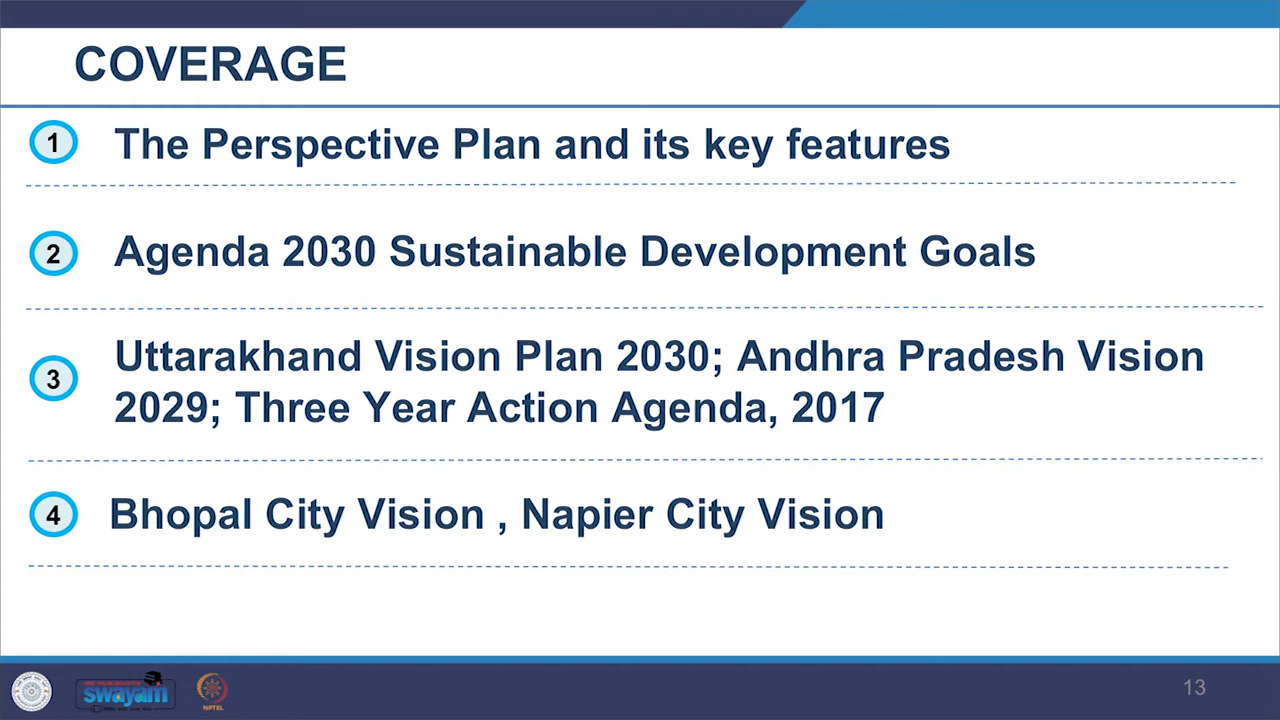 COVERAGE
1 The Perspective Plan and its key features
2 Agenda 2030 Sustainable Development Goals
3 Uttarakhand Vision Plan 2030; Andhra Pradesh Vision
2029; Three Year Action Agenda, 2017
4 Bhopal City Vision , Napier City Vision
swayam
NPTEL
13